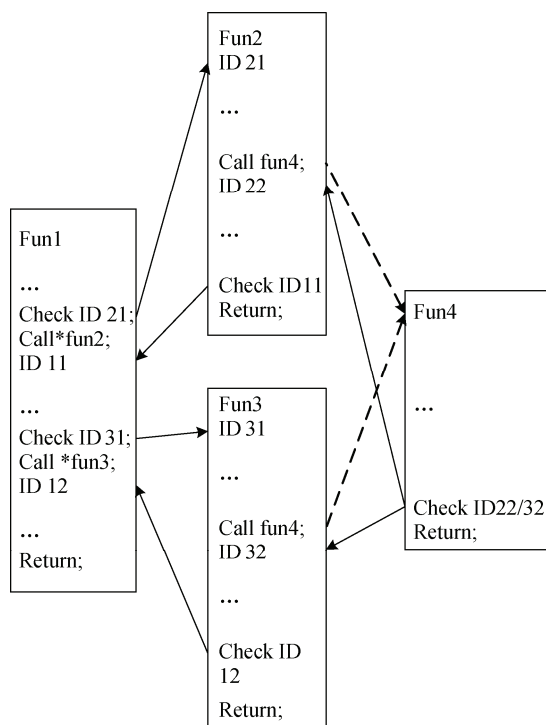 Fun1
...
Check ID 21;
Call*fun2;
ID 11
...
Check ID 31;
Call *fun3;
ID 12
...
Return;
Fun2
ID 21
...
Call fun4;
ID 22
...
Check ID11
Return;
Fun3
ID 31
...
Call fun4;
ID 32
...
Check ID
12
Return;
Fun4
...
Check ID22/32
Return;